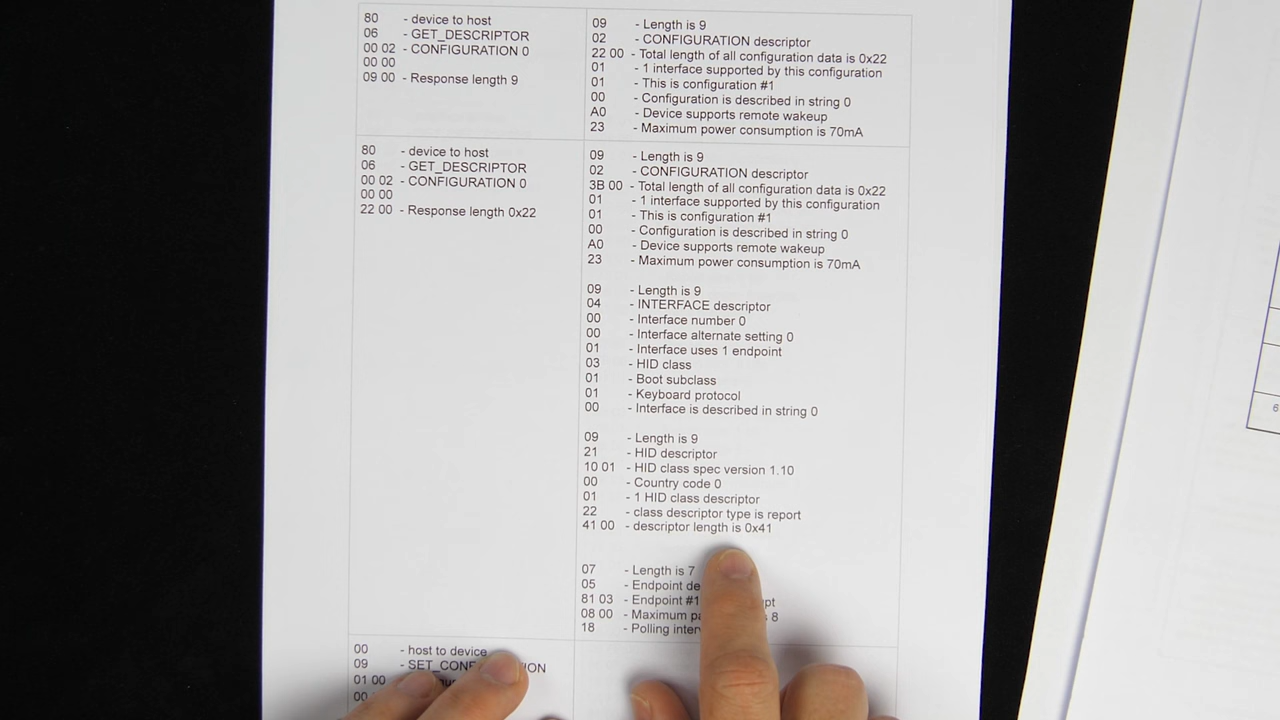 80 - device to host
06 - GET_DESCRIPTOR
00 02 - CONFIGURATION 0
00 00
09 00 - Response length 9
09 - Length is 9
02 - CONFIGURATION descriptor
22 00 - Total length of all configuration data is 0x22
01 - 1 interface supported by this configuration
01 - This is configuration #1
00 - Configuration is described in string 0
A0 - Device supports remote wakeup
23 - Maximum power consumption is 70mA
80 - device to host
06 - GET_DESCRIPTOR
00 02 - CONFIGURATION 0
00 00
22 00 - Response length 0x22
09 - Length is 9
02 - CONFIGURATION descriptor
3B 00 - Total length of all configuration data is 0x22
01 - 1 interface supported by this configuration
01 - This is configuration #1
00 - Configuration is described in string 0
A0 - Device supports remote wakeup
23 - Maximum power consumption is 70mA
09 - Length is 9
04 - INTERFACE descriptor
00 - Interface number 0
00 - Interface alternate setting 0
01 - Interface uses 1 endpoint
03 - HID class
01 - Boot subclass
01 - Keyboard protocol
00 - Interface is described in string 0
09 - Length is 9
21 - HID descriptor
10 01 - HID class spec version 1.10
00 - Country code 0
01 - 1 HID class descriptor
22 - class descriptor type is report
41 00 - descriptor length is 0x41
07 - Length is 7
05 - Endpoint
81 03 - Endpoint #1
08 00 - Maximum 8
18 - Polling
00 - host to device
09
01 00
00
6